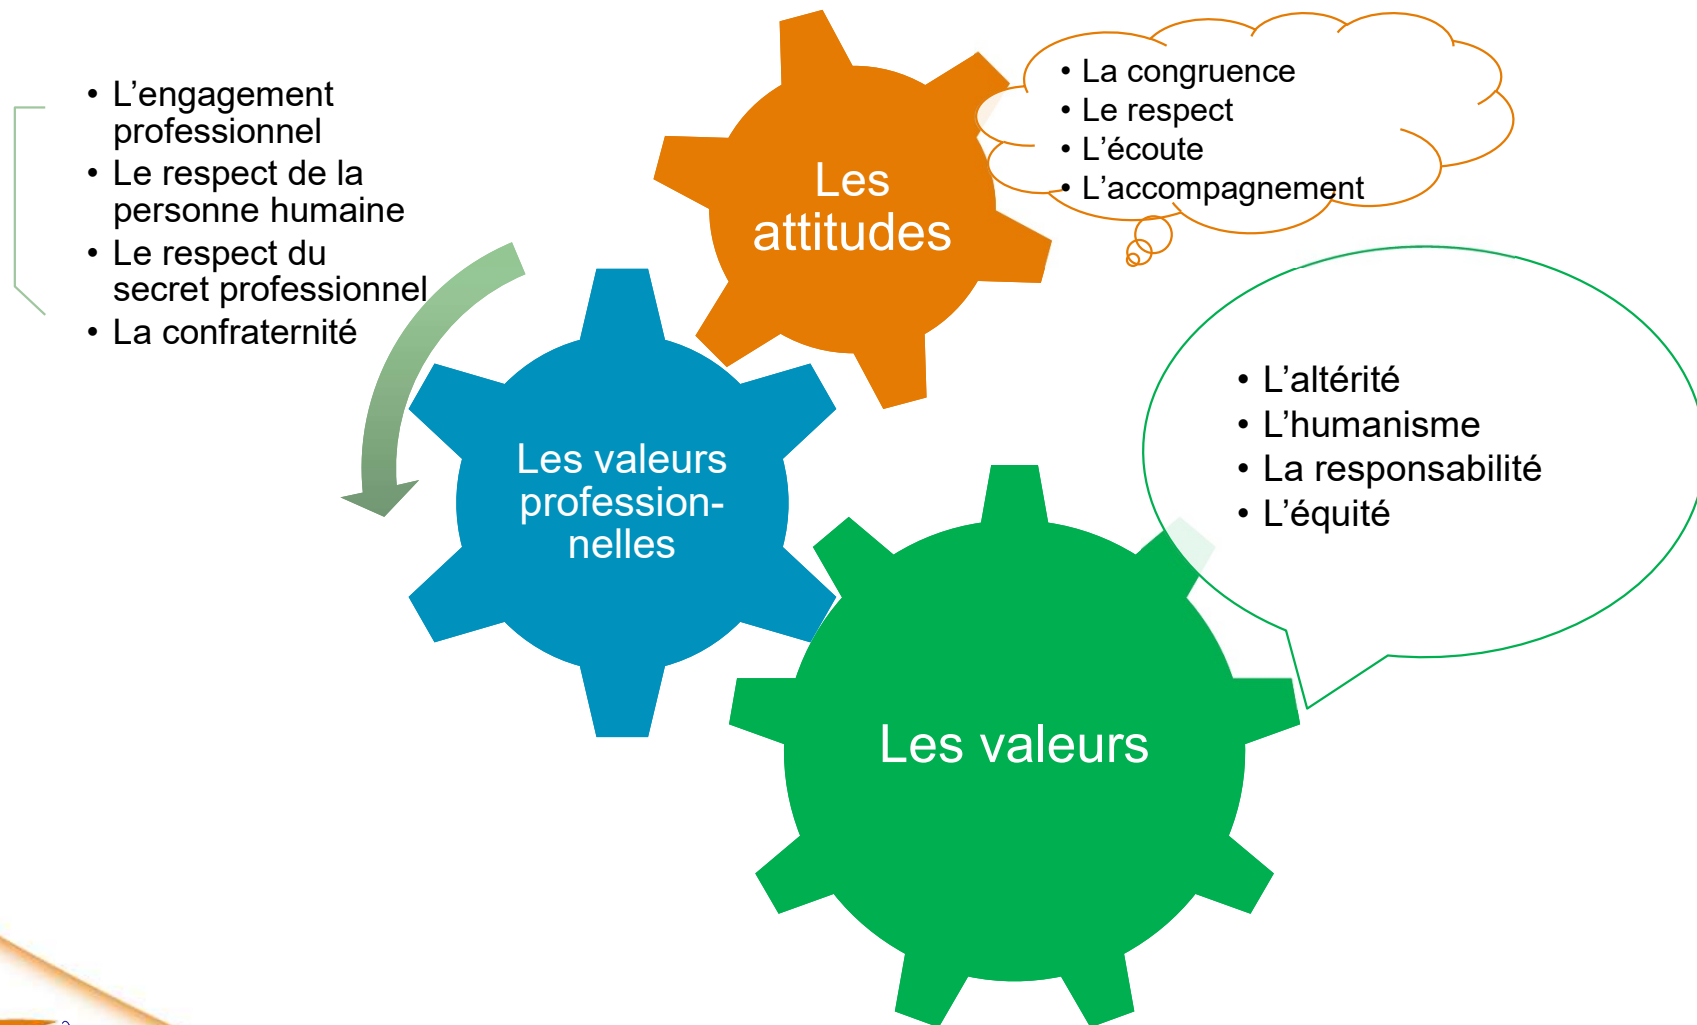 • L’engagement
professionnel
• Le respect de la
personne humaine
• Le respect du
secret professionnel
• La confraternité
Les
attitudes
• La congruence
• Le respect
• L’écoute
• L’accompagnement
Les valeurs
profession-
nelles
• L’altérité
• L’humanisme
• La responsabilité
• L’équité
Les valeurs